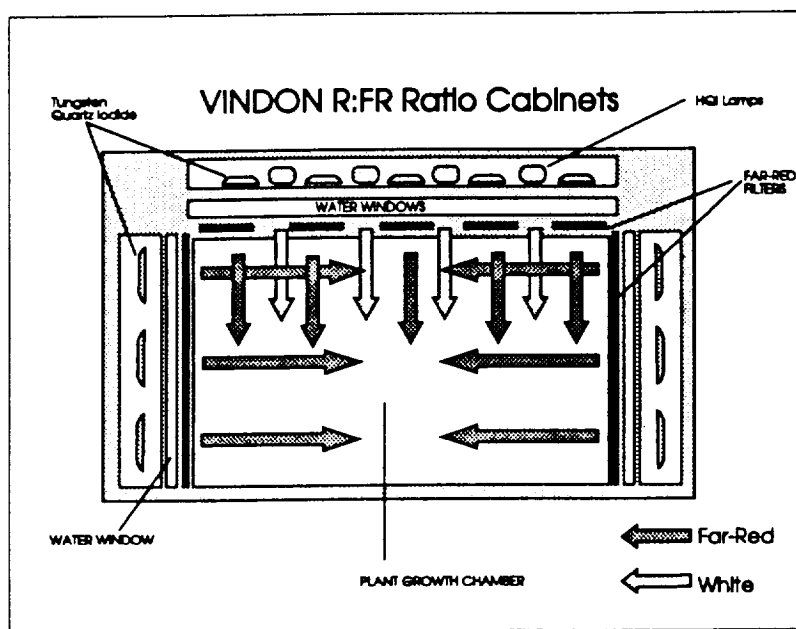 VINDON R:FR Ratio Cabinets
Tungsten
Quartz Iodide
HQI Lamps
FAR-RED
FILTERS
WATER WINDOWS
WATER WINDOW
PLANT GROWTH CHAMBER
Far-Red
White